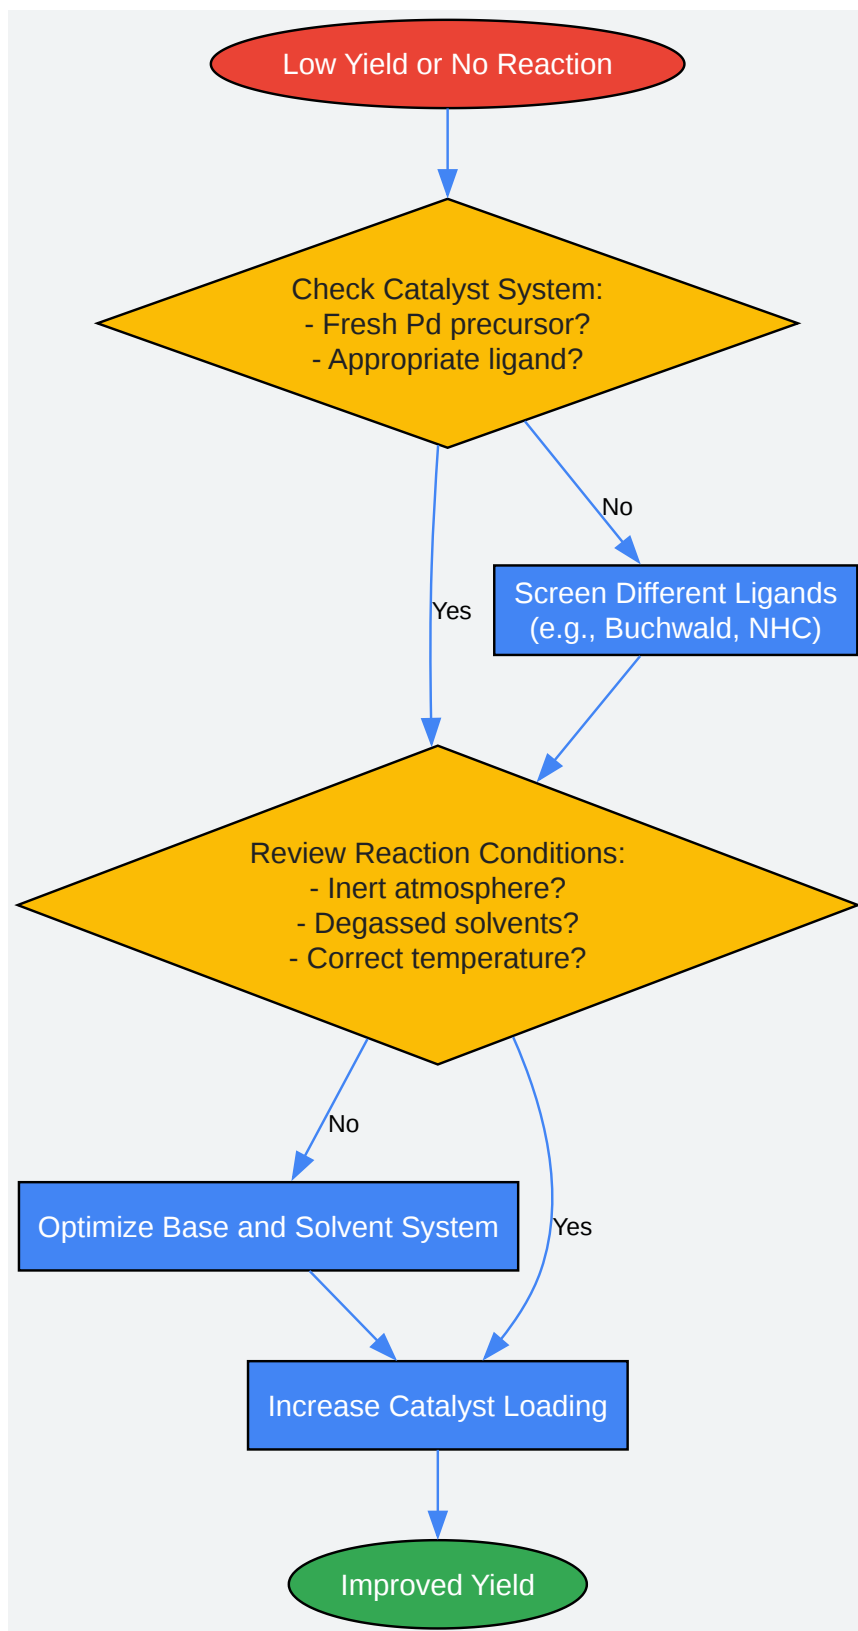 Low Yield or No Reaction
Check Catalyst System:
- Fresh Pd precursor?
- Appropriate ligand?
No
Screen Different Ligands
(e.g., Buchwald, NHC)
Yes
Review Reaction Conditions:
- Inert atmosphere?
- Degassed solvents?
- Correct temperature?
No
Optimize Base and Solvent System
Yes
Increase Catalyst Loading
Improved Yield